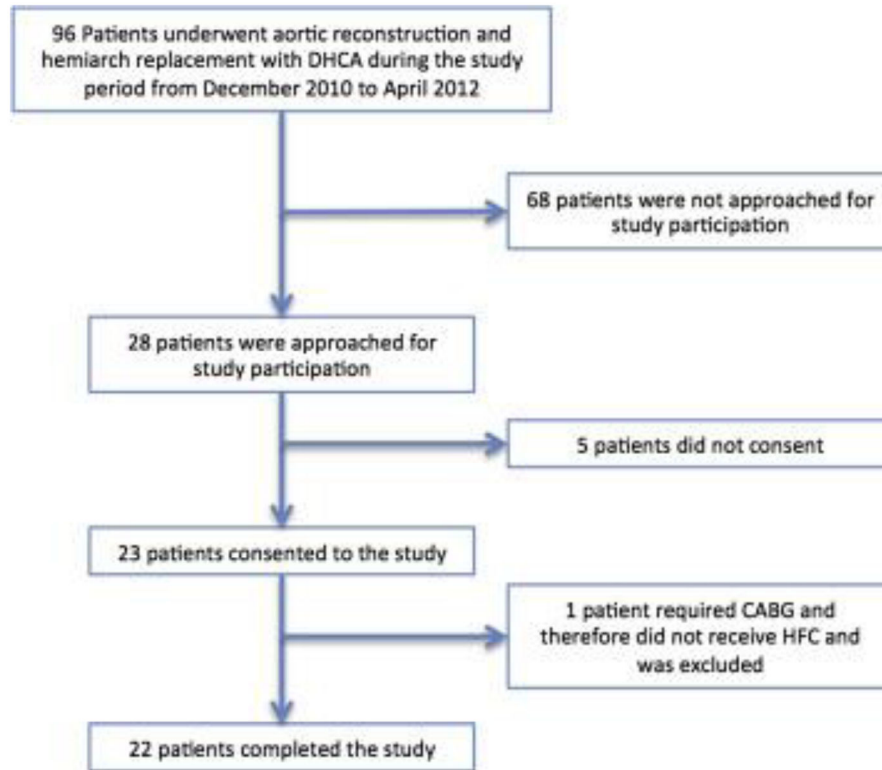 96 Patients underwent aortic reconstruction and
hemiarch replacement with DHCA during the study
period from December 2010 to April 2012
68 patients were not approached for
study participation
28 patients were approached for
study participation
5 patients did not consent
23 patients consented to the study
1 patient required CABG and
therefore did not receive HFC and
was excluded
22 patients completed the study